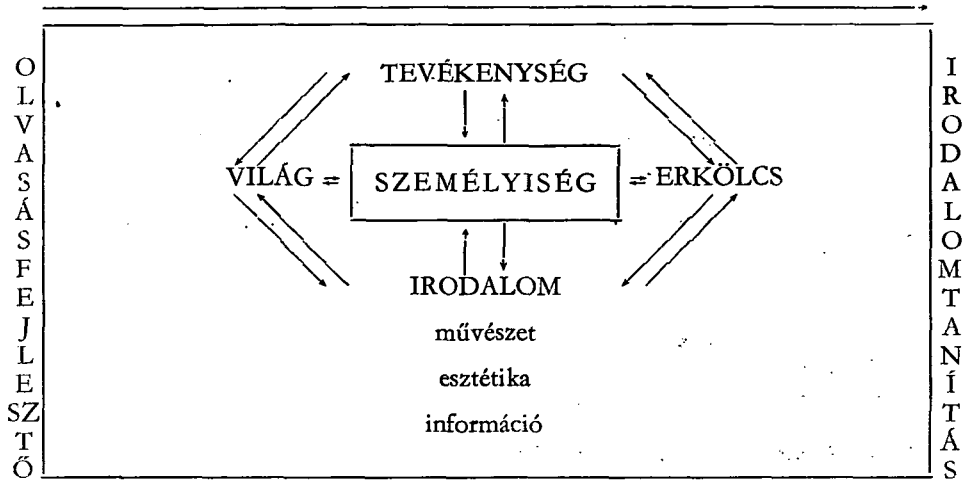 OLVASÁSFEJLESZTŐ
TEVÉKENYSÉG
VILÁG = SZEMÉLYISÉG = ERKÖLCS
IRODALOM
művészet
esztétika
információ
IRODALOMTANÍTÁS